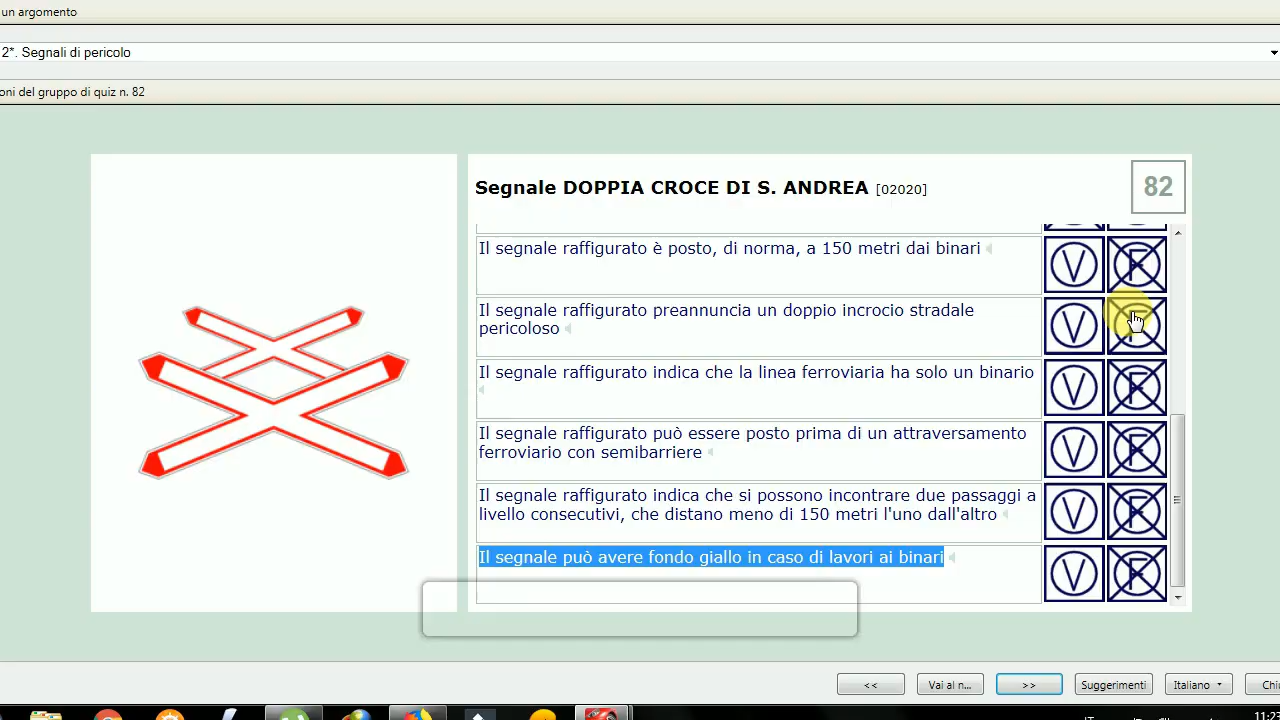 un argomento
2*. Segnali di pericolo
oni del gruppo di quiz n. 82
Segnale DOPPIA CROCE DI S. ANDREA [02020]
82
Il segnale raffigurato è posto, di norma, a 150 metri dai binari
V F
Il segnale raffigurato preannuncia un doppio incrocio stradale
pericoloso
V F
Il segnale raffigurato indica che la linea ferroviaria ha solo un binario
V F
Il segnale raffigurato può essere posto prima di un attraversamento
ferroviario con semibarriere
V F
Il segnale raffigurato indica che si possono incontrare due passaggi a
livello consecutivi, che distano meno di 150 metri l'uno dall'altro
V F
Il segnale può avere fondo giallo in caso di lavori ai binari
V F
<< Vai al n... >> Suggerimenti Italiano Chi